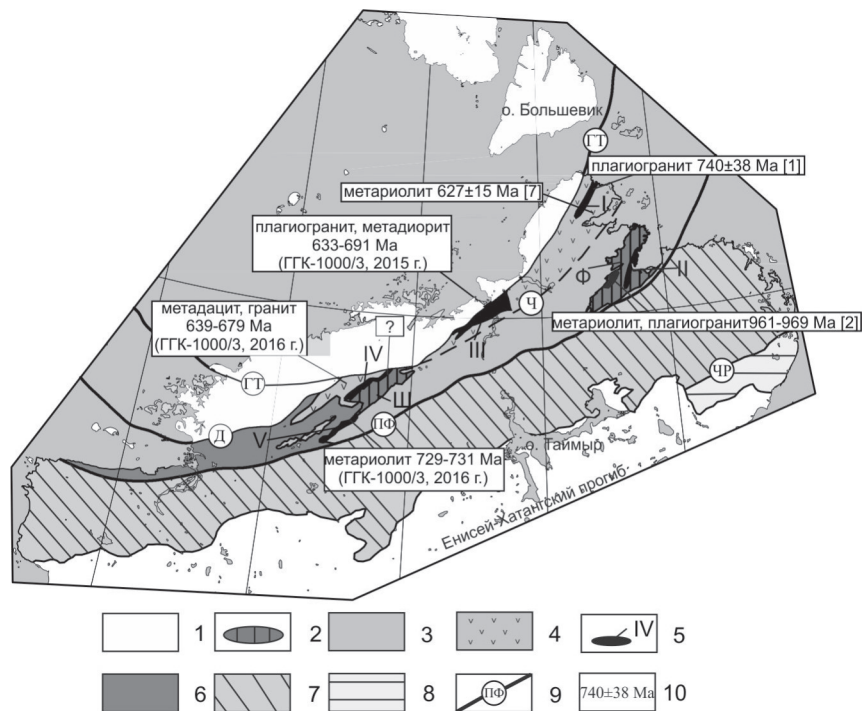 о. Большевик
ГТ
плагиогранит 740±38 Ма [1]
метариолит 627±15 Ма [7]
I
плагиогранит, метадиорит
633-691 Ма
(ГГК-1000/3, 2015 г.)
Ф
II
Ч
метадацит, гранит
639-679 Ма
(ГГК-1000/3, 2016 г.)
?
метариолит, плагиогранит961-969 Ма [2]
IV
III
ЧР
ГТ
Ш
ПФ
Д
V
о. Таймыр
метариолит 729-731 Ма
(ГГК-1000/3, 2016 г.)
Енисей-Хатангский прогиб
1
2
3
4
IV
5
6
7
8
ПФ
9
740±38 Ма
10